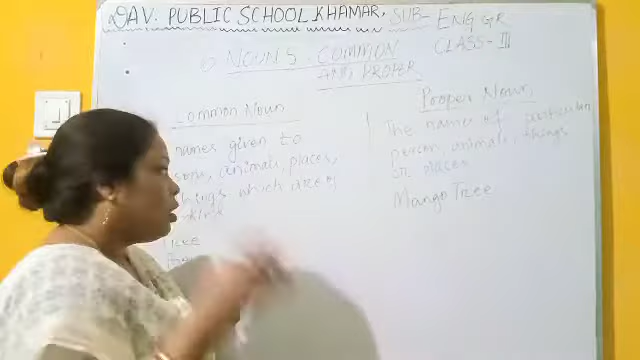 DAV. PUBLIC SCHOOL KHAMAR, SUB- ENG GR
CLASS-III
NOUNS, COMMON
AND PROPER
Common Noun
names given to
animals, places,
things which are of
Tree
Proper Noun
The names of particular
person, animals, things
or places
Mango Tree